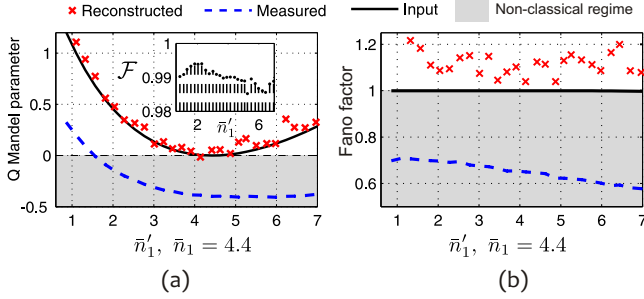 Reconstructed Measured Input Non-classical regime
Q Mandel parameter
1
0.5
0
-0.5
1 2 3 4 5 6 7
n̄′₁, n̄₁ = 4.4
(a)
ℱ
1
0.99
0.98
2 n̄′₁ 6
Fano factor
1.2
1
0.8
0.6
1 2 3 4 5 6 7
n̄′₁, n̄₁ = 4.4
(b)